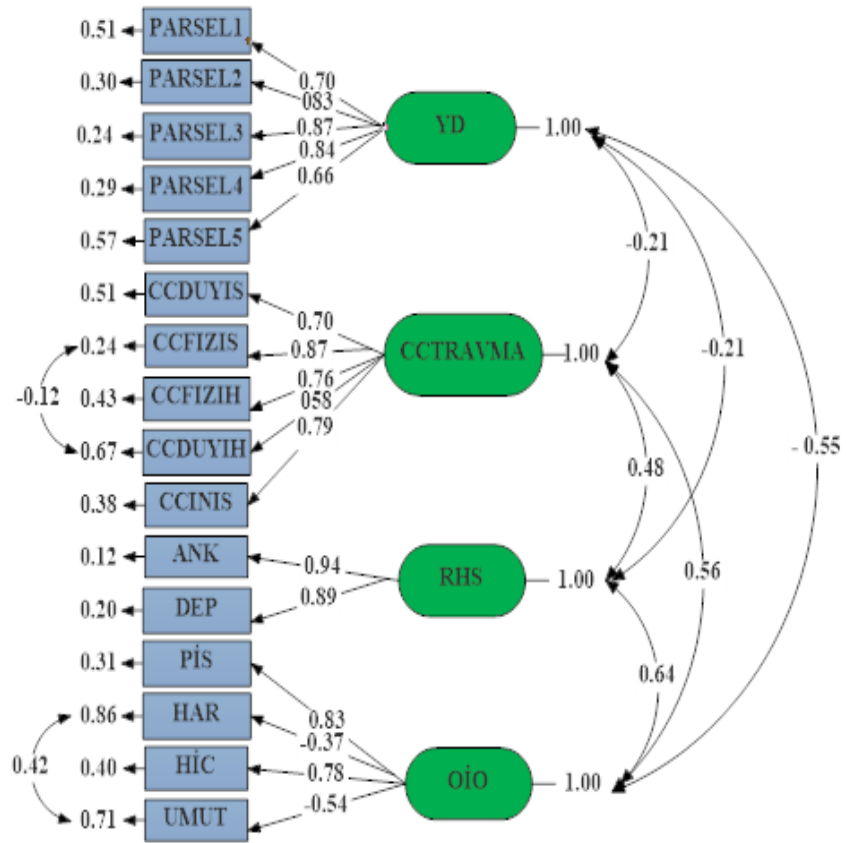 0.51 PARSEL1
0.70
0.30 PARSEL2
083
YD 1.00
0.24 PARSEL3 0.87
0.84
0.29 PARSEL4
0.66
0.57 PARSEL5
-0.21
0.51 CCDUYIS
0.70
0.24 CCFIZIS 0.87
CCTRAVMA 1.00
-0.21
0.76
-0.12 0.43 CCFIZIH
058
0.79
0.67 CCDUYIH
- 0.55
0.48
0.38 CCINIS
0.12 ANK
0.94
RHS 1.00
0.56
0.89
0.20 DEP
0.31 PİS
0.64
0.86 HAR
0.83
-0.37
0.42 0.40 HİC 0.78
OİO 1.00
-0.54
0.71 UMUT